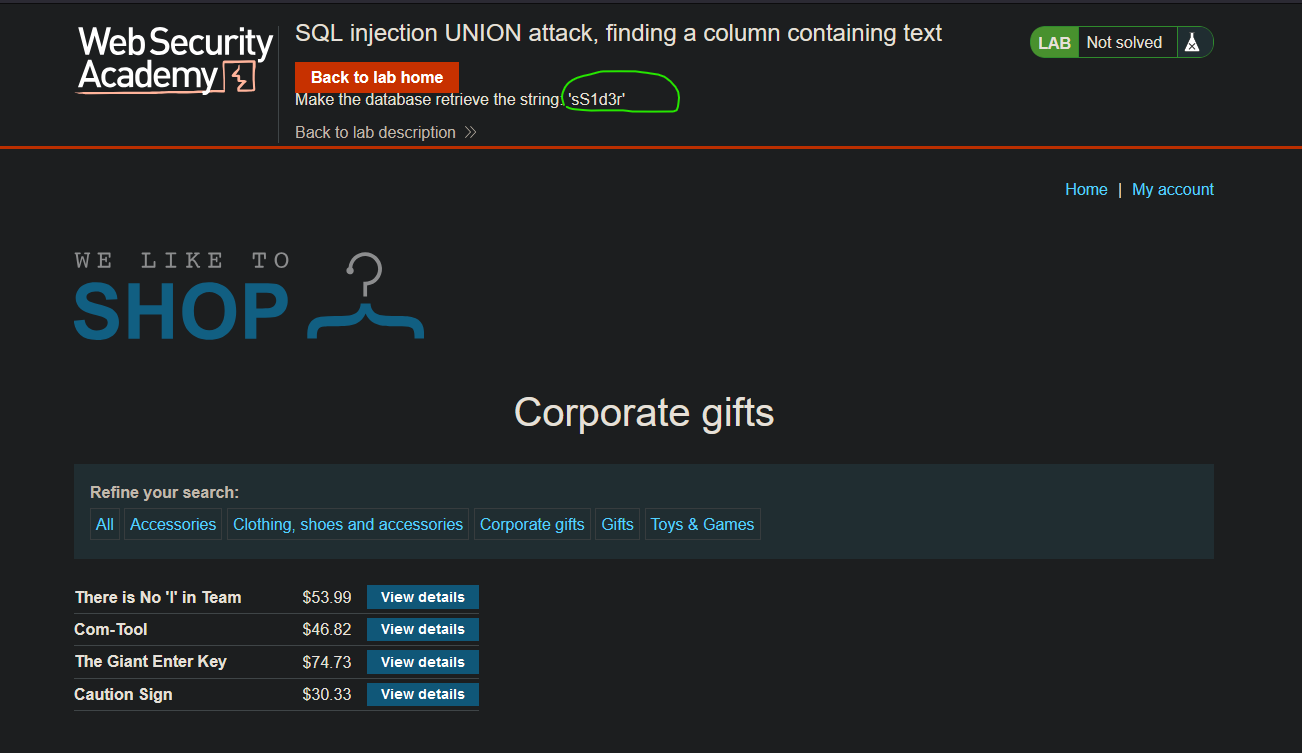 Web Security
Academy
SQL injection UNION attack, finding a column containing text
LAB Not solved
Back to lab home
Make the database retrieve the string: 'sS1d3r'
Back to lab description
Home | My account
WE LIKE TO
SHOP
Corporate gifts
Refine your search:
All Accessories Clothing, shoes and accessories Corporate gifts Gifts Toys & Games
There is No 'I' in Team $53.99 View details
Com-Tool $46.82 View details
The Giant Enter Key $74.73 View details
Caution Sign $30.33 View details